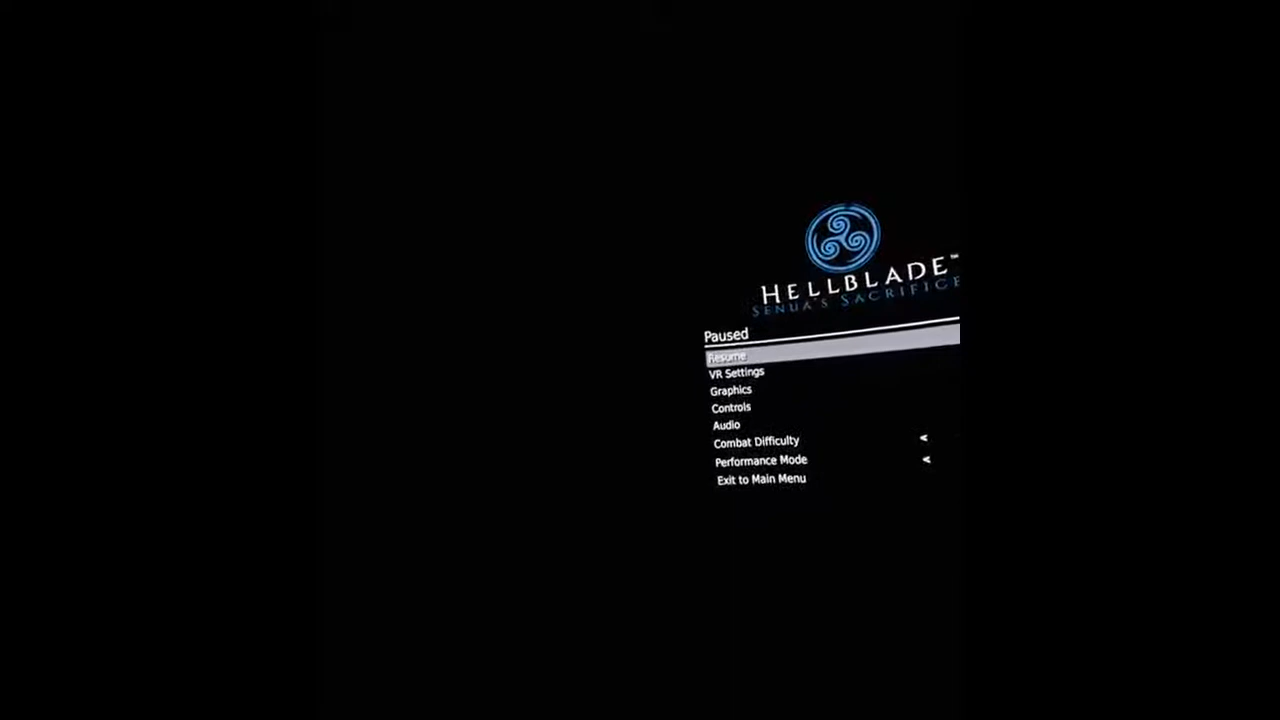 HELLBLADE™
SENUA'S SACRIFICE
Paused
Resume
VR Settings
Graphics
Controls
Audio
Combat Difficulty <
Performance Mode <
Exit to Main Menu